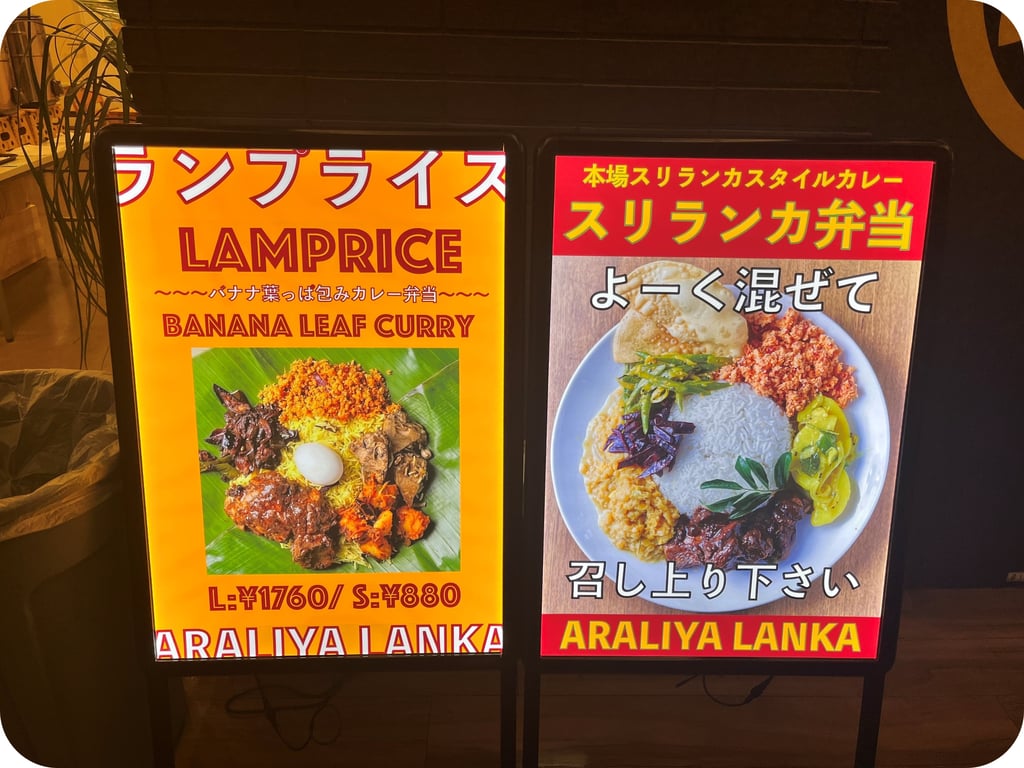 ランプライス
LAMPRICE
～～～バナナ葉っぱ包みカレー弁当～～～
BANANA LEAF CURRY
L:¥1760/ S:¥880
ARALIYA LANKA
本場スリランカスタイルカレー
スリランカ弁当
よーく混ぜて
召し上り下さい
ARALIYA LANKA